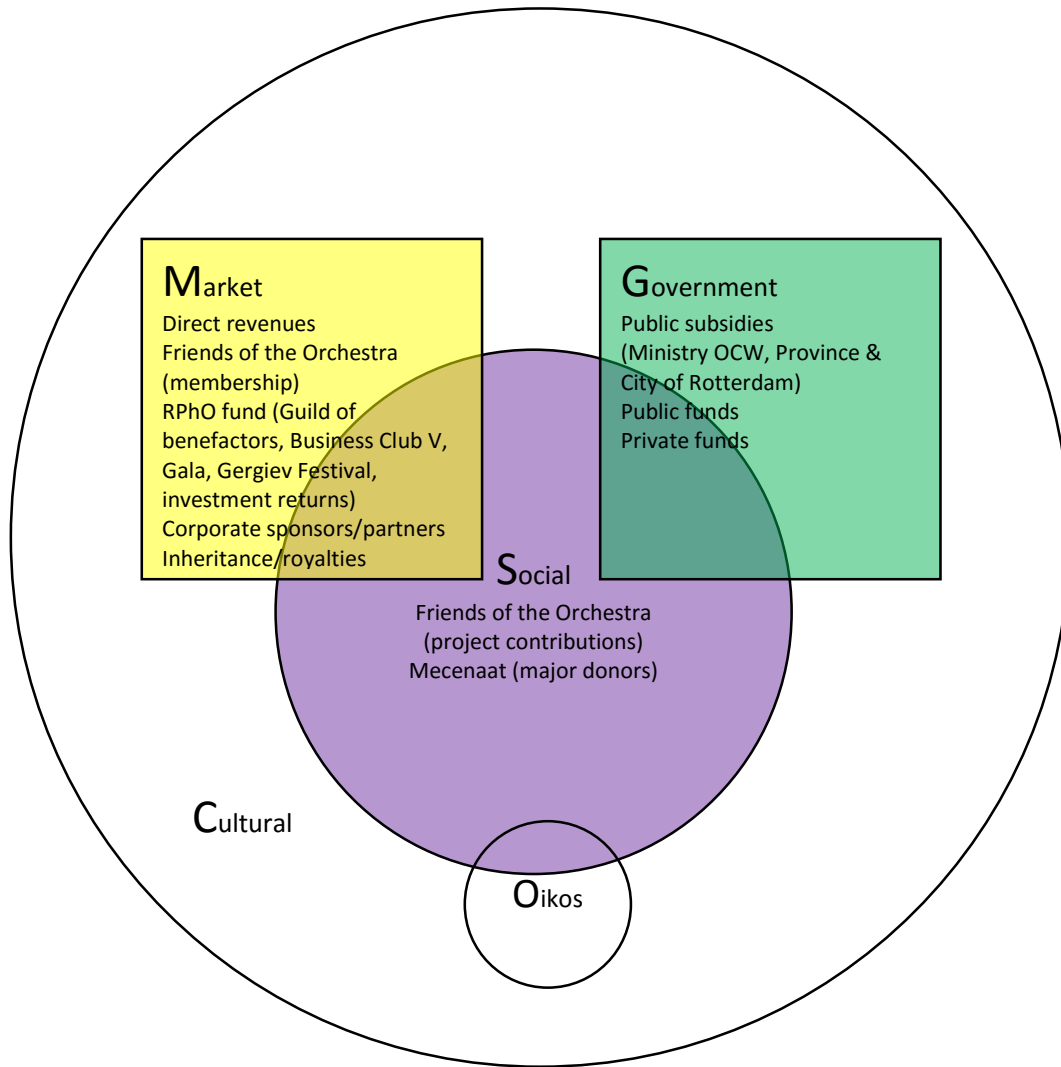 Market
Direct revenues
Friends of the Orchestra
(membership)
RPhO fund (Guild of
benefactors, Business Club V,
Gala, Gergiev Festival,
investment returns)
Corporate sponsors/partners
Inheritance/royalties
Government
Public subsidies
(Ministry OCW, Province &
City of Rotterdam)
Public funds
Private funds
Social
Friends of the Orchestra
(project contributions)
Mecenaat (major donors)
Cultural
Oikos